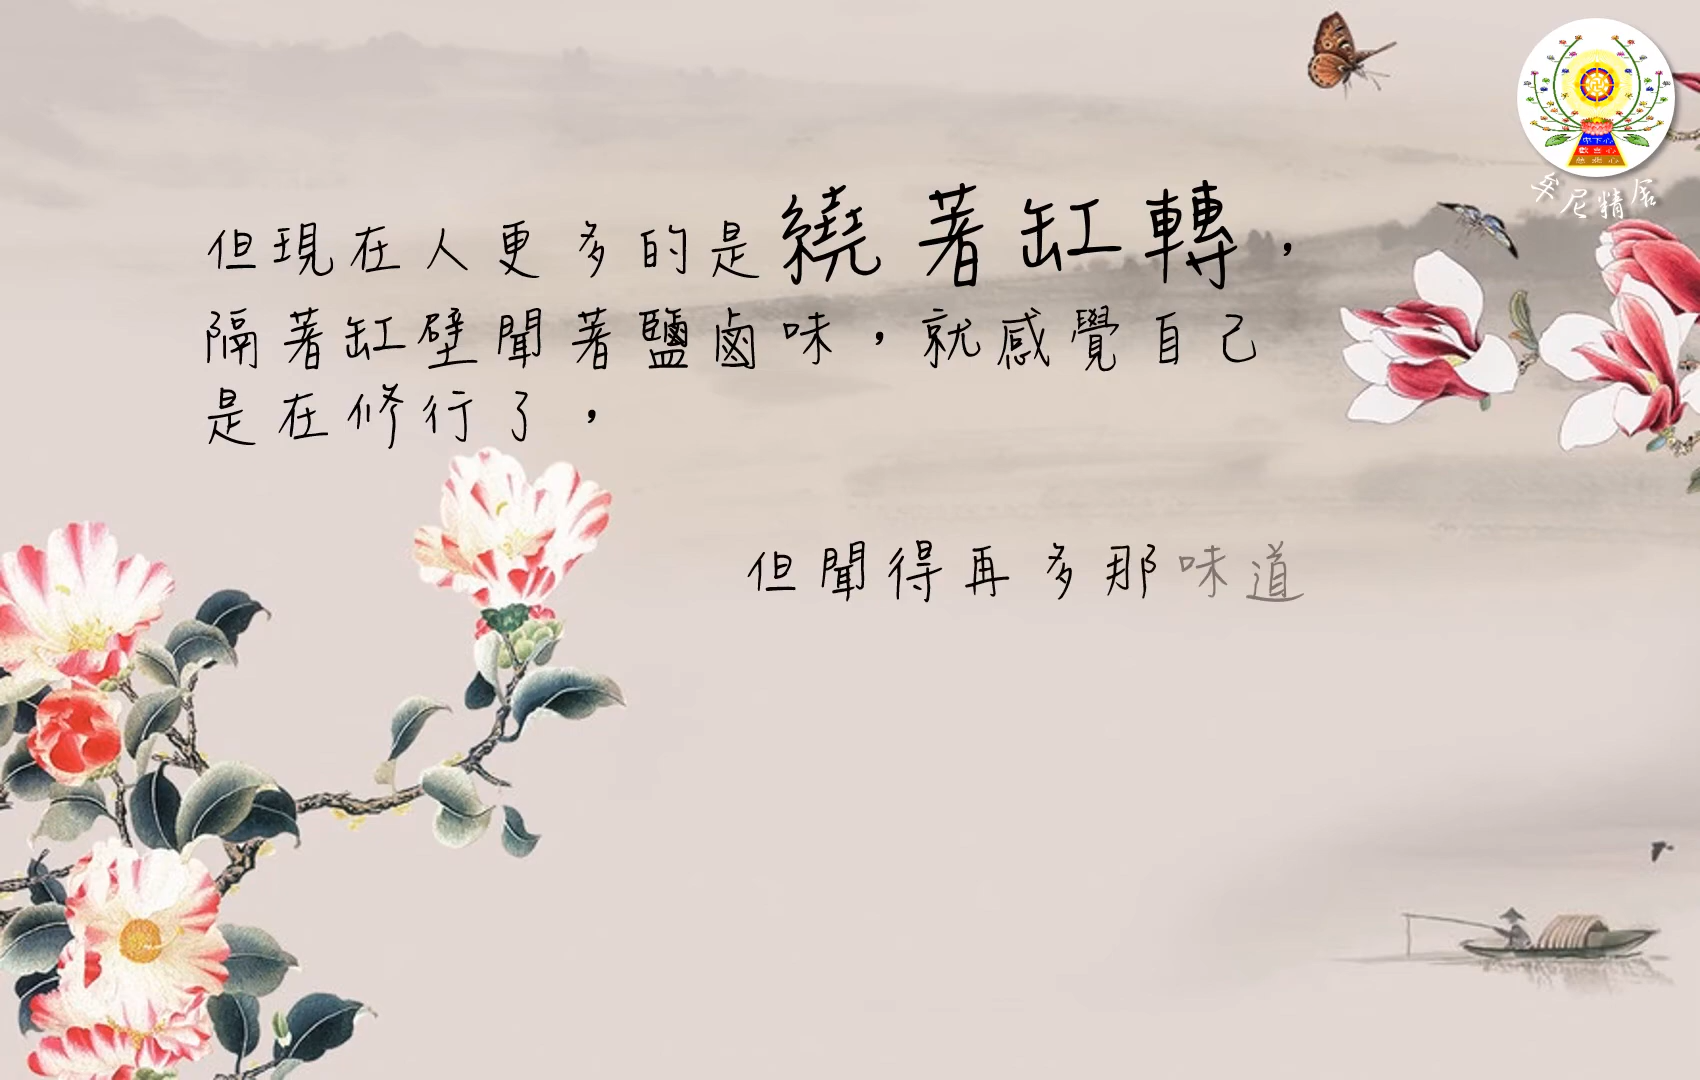 但現在人更多的是繞著缸轉，
隔著缸壁聞著鹽鹵味，就感覺自己
是在修行了，
但聞得再多那味道
牟尼精居